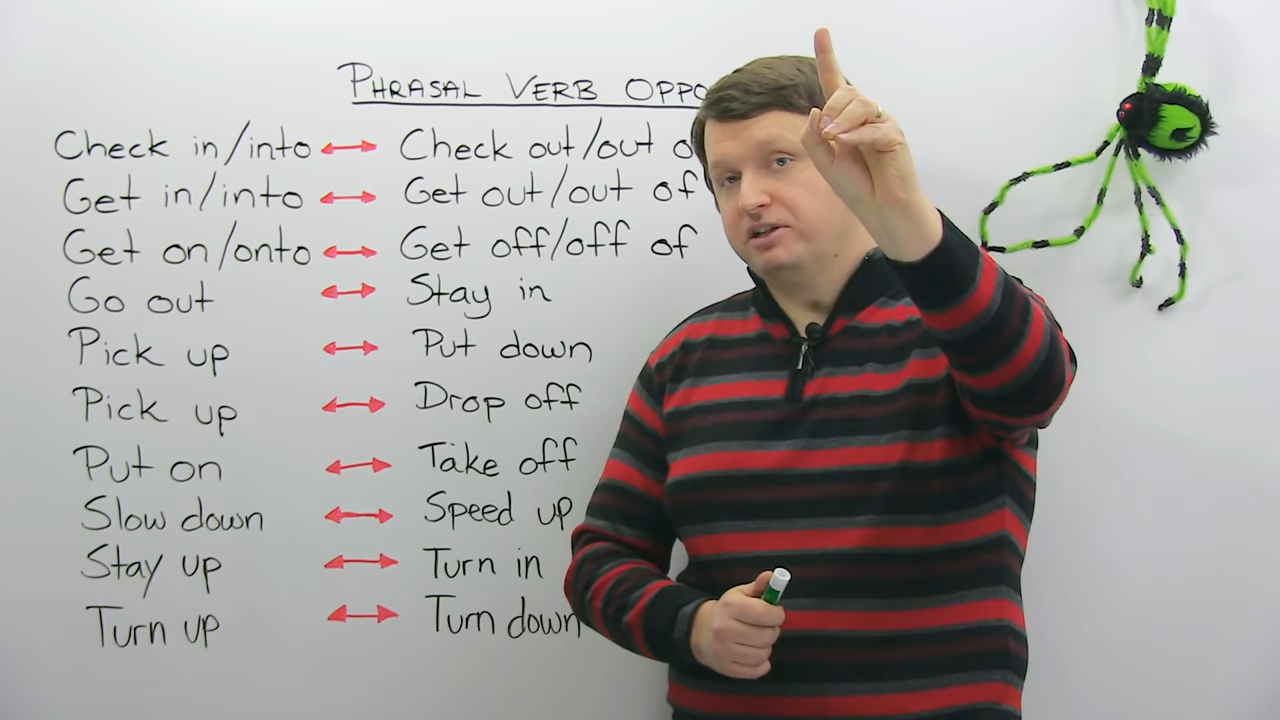 PHRASAL VERB OPPO
Check in/into ↔ Check out/out o
Get in/into ↔ Get out/out of
Get on/onto ↔ Get off/off of
Go out ↔ Stay in
Pick up ↔ Put down
Pick up ↔ Drop off
Put on ↔ Take off
Slow down ↔ Speed up
Stay up ↔ Turn in
Turn up ↔ Turn down